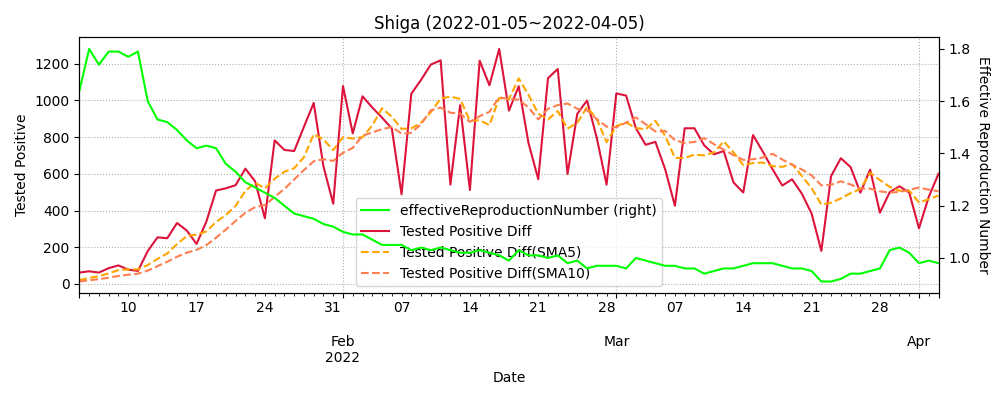 Shiga (2022-01-05~2022-04-05)
Tested Positive
1200
1000
800
600
400
200
0
1.8
1.6
1.4
1.2
1.0
Effective Reproduction Number
effectiveReproductionNumber (right)
Tested Positive Diff
Tested Positive Diff(SMA5)
Tested Positive Diff(SMA10)
10 17 24 31 07 14 21 28 07 14 21 28
Feb Mar Apr
2022
Date